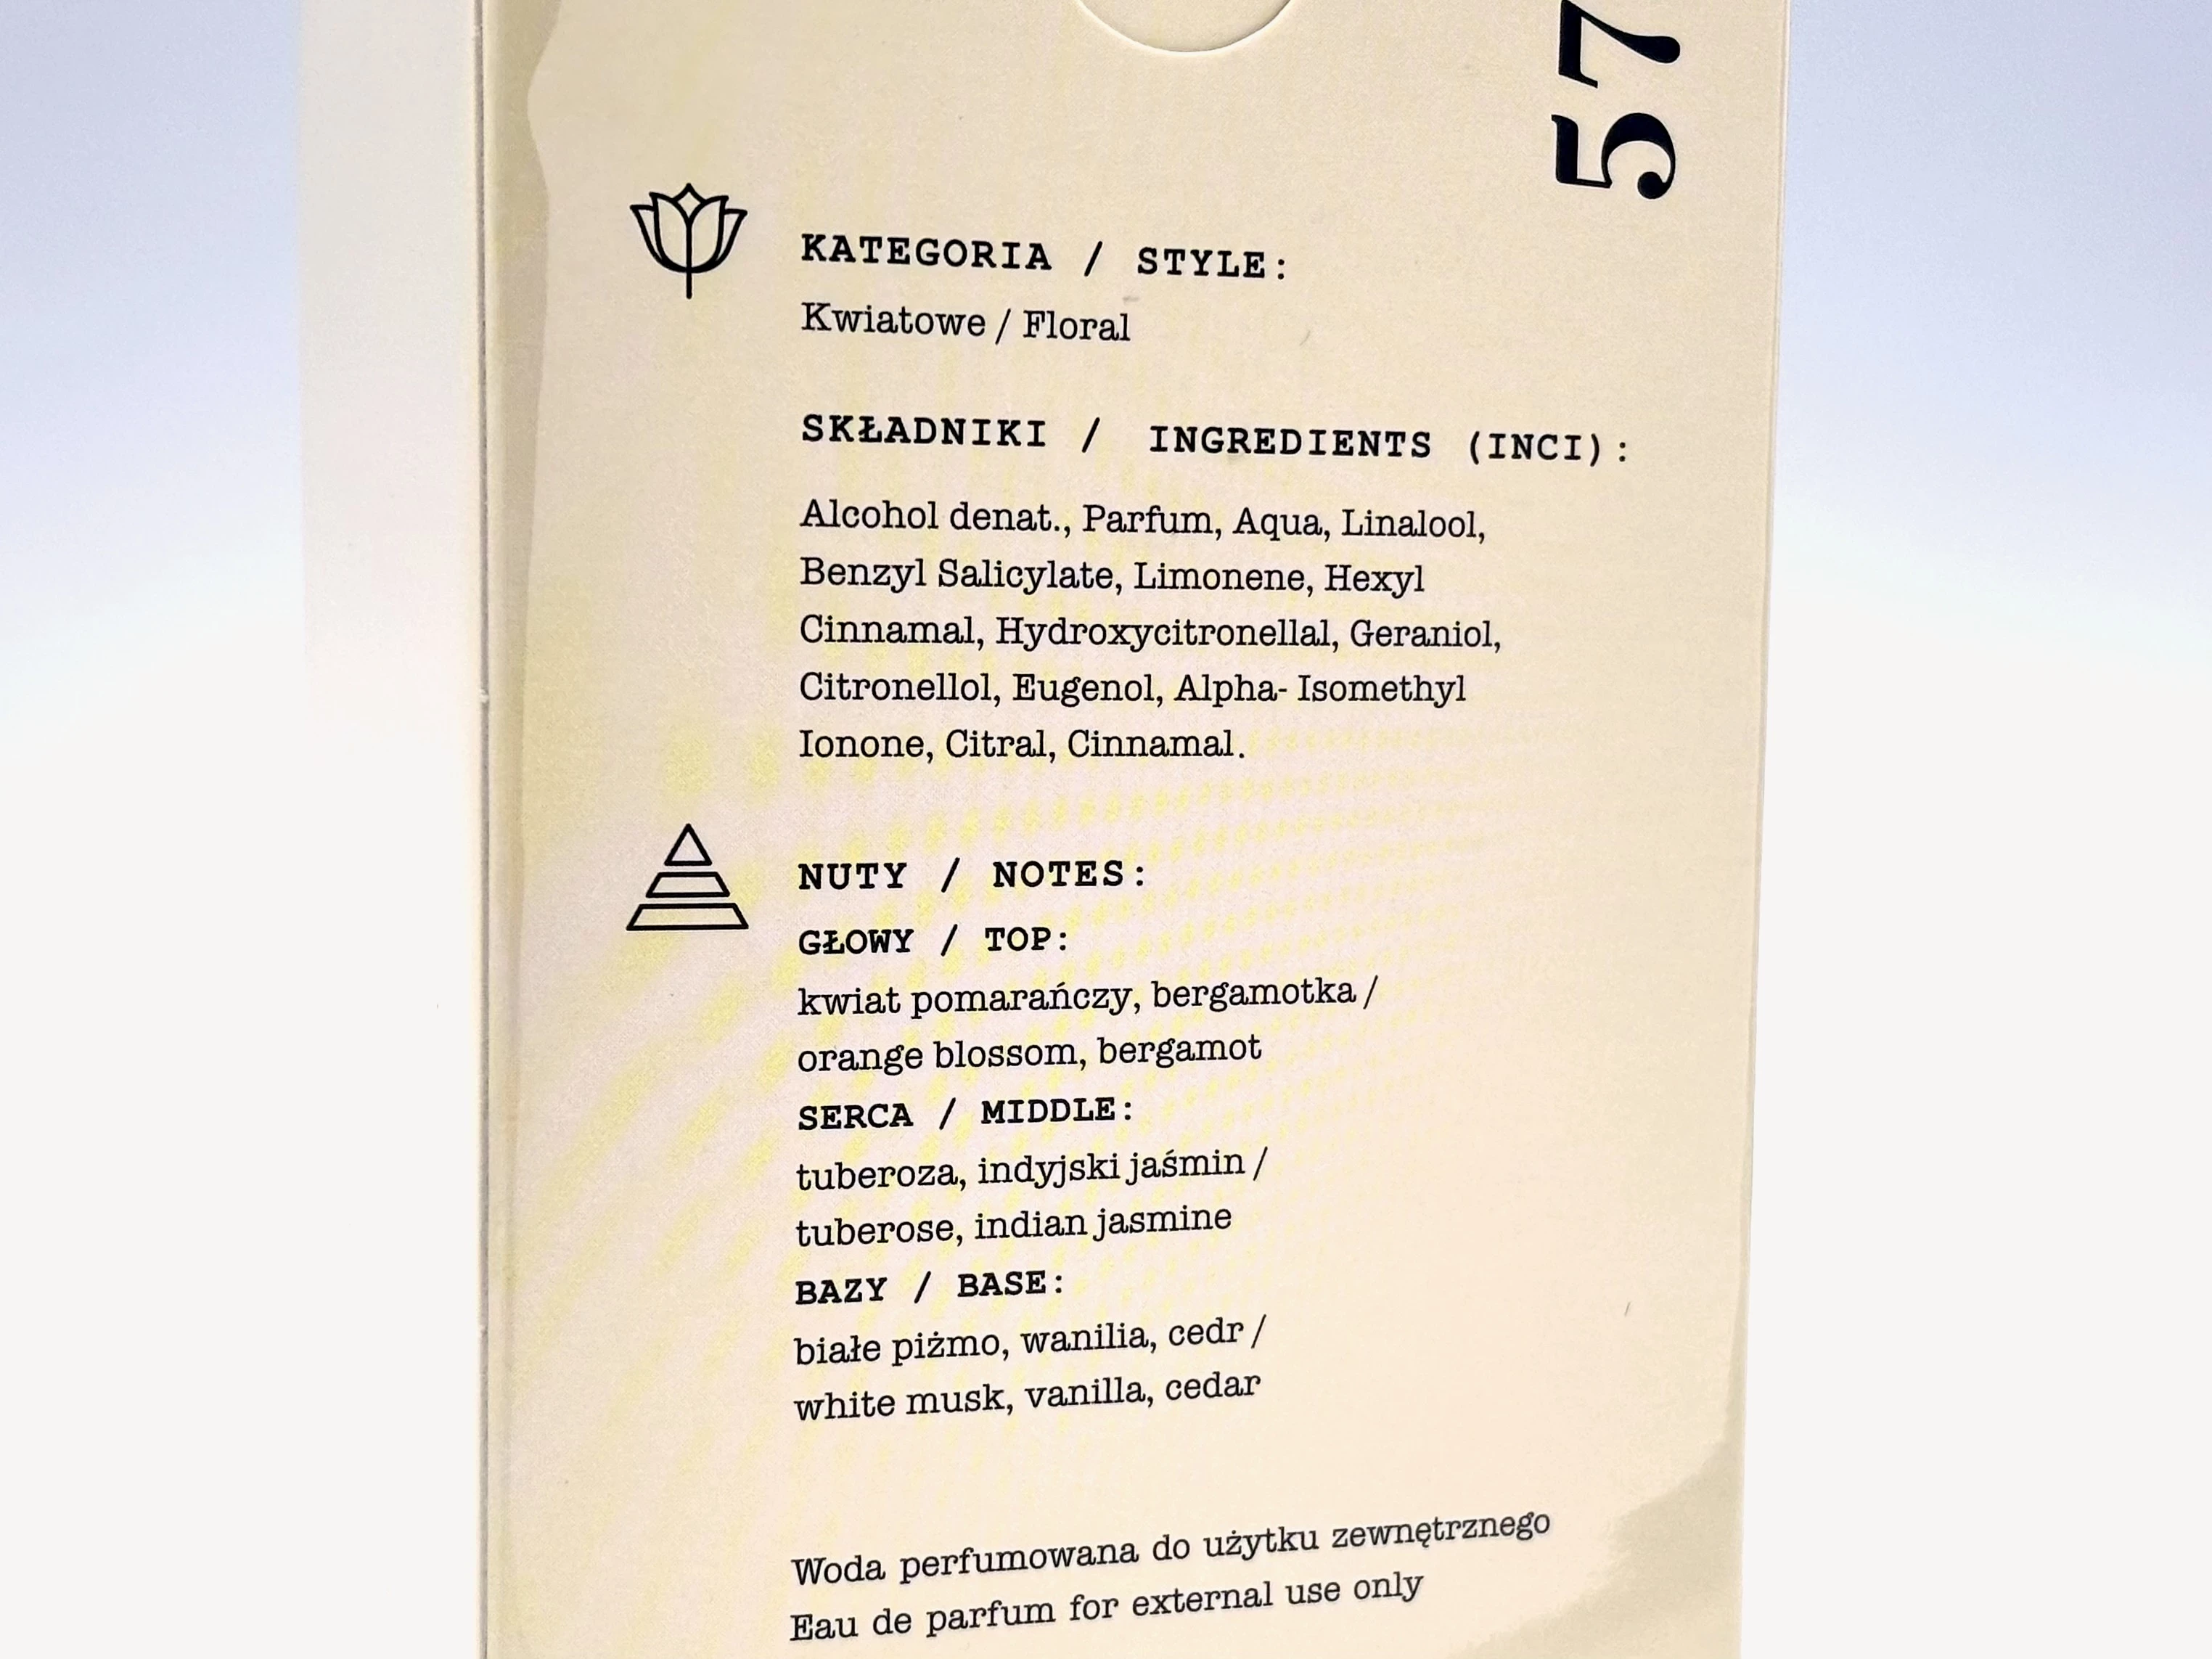 57
KATEGORIA / STYLE:
Kwiatowe / Floral
SKŁADNIKI / INGREDIENTS (INCI):
Alcohol denat., Parfum, Aqua, Linalool,
Benzyl Salicylate, Limonene, Hexyl
Cinnamal, Hydroxycitronellal, Geraniol,
Citronellol, Eugenol, Alpha- Isomethyl
Ionone, Citral, Cinnamal.
NUTY / NOTES:
GŁOWY / TOP:
kwiat pomarańczy, bergamotka /
orange blossom, bergamot
SERCA / MIDDLE:
tuberoza, indyjski jaśmin /
tuberose, indian jasmine
BAZY / BASE:
białe piżmo, wanilia, cedr /
white musk, vanilla, cedar
Woda perfumowana do użytku zewnętrznego
Eau de parfum for external use only